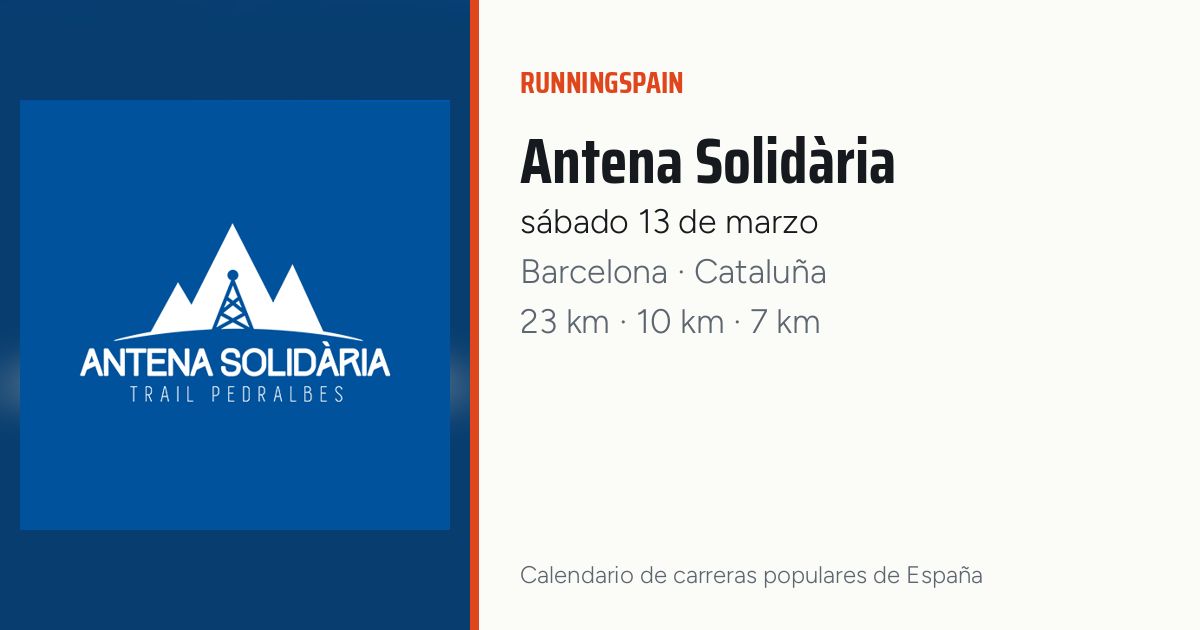 ANTENA SOLIDÀRIA
TRAIL PEDRALBES
RUNNINGSPAIN
Antena Solidària
sábado 13 de marzo
Barcelona · Cataluña
23 km · 10 km · 7 km
Calendario de carreras populares de España